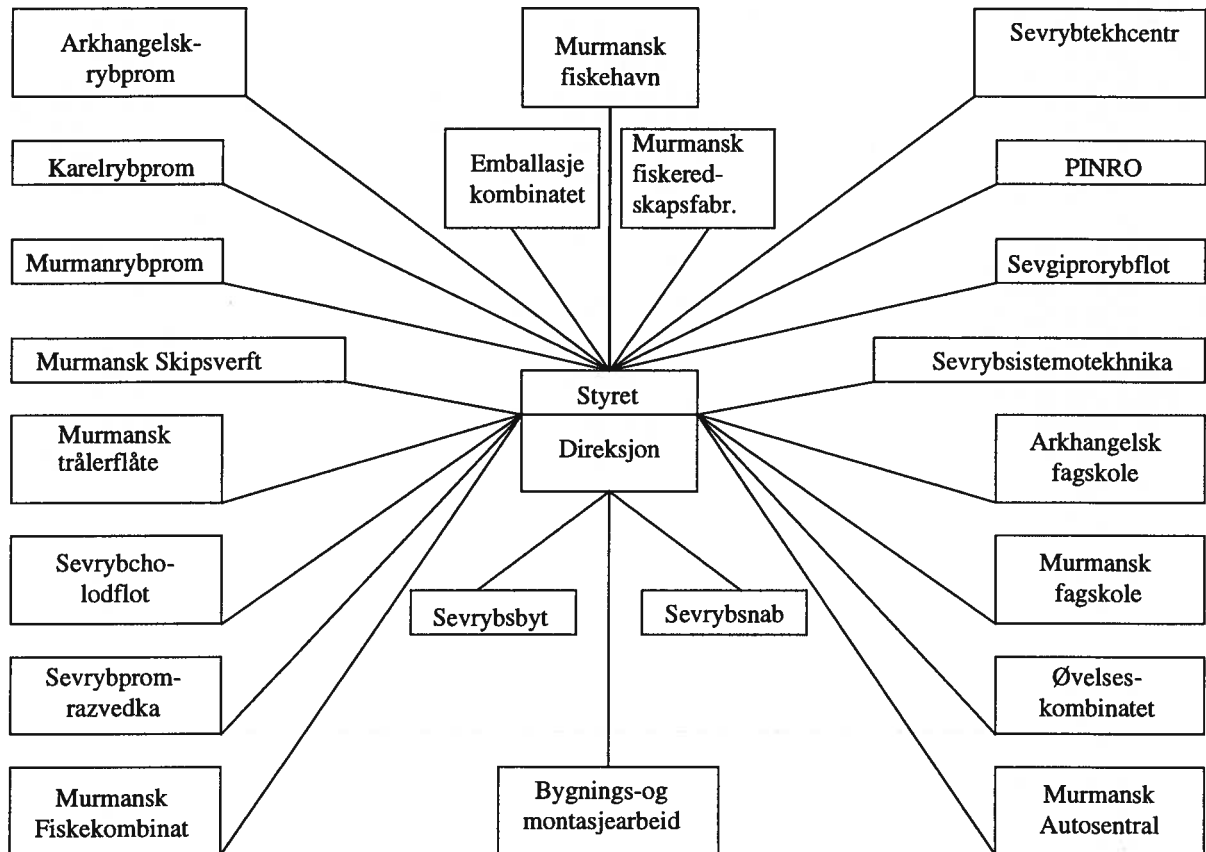 Arkhangelsk-
rybprom
Murmansk
fiskehavn
Sevrybtekhcentr
Karelrybprom
Emballasje
kombinatet
Murmansk
fiskered-
skapsfabr.
PINRO
Murmanrybprom
Sevgiprorybflot
Murmansk Skipsverft
Styret
Sevrybsistemotekhnika
Murmansk
trålerflåte
Direksjon
Arkhangelsk
fagskole
Sevrybcho-
lodflot
Sevrybsbyt
Sevrybsnab
Murmansk
fagskole
Sevrybprom-
razvedka
Øvelses-
kombinatet
Murmansk
Fiskekombinat
Bygnings-og
montasjearbeid
Murmansk
Autosentral